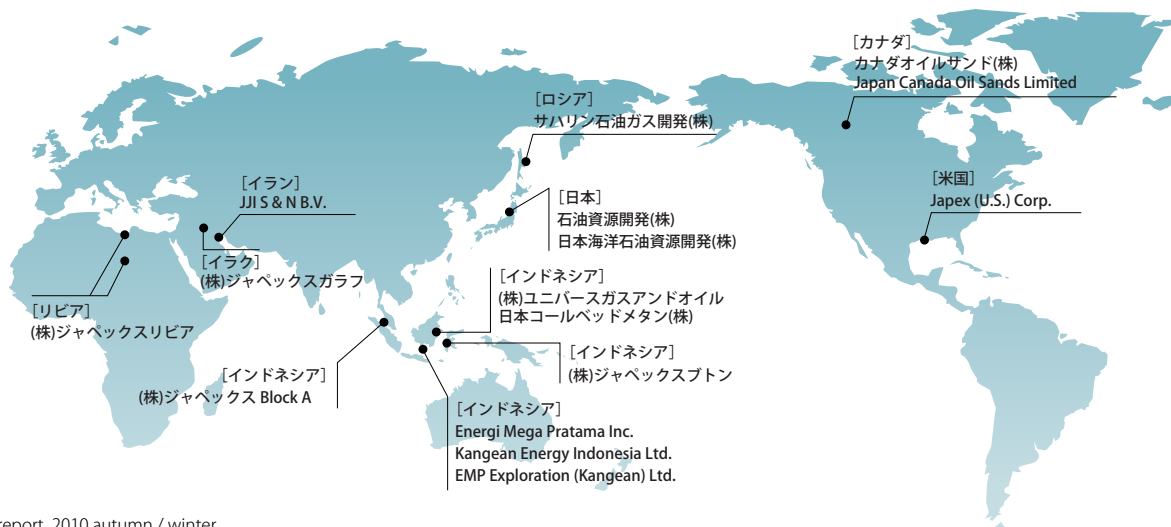 [カナダ]
カナダオイルサンド(株)
Japan Canada Oil Sands Limited
[ロシア]
サハリン石油ガス開発(株)
[イラン]
JJI S & N B.V.
[日本]
石油資源開発(株)
日本海洋石油資源開発(株)
[米国]
Japex (U.S.) Corp.
[イラク]
(株)ジャペックスガラフ
[リビア]
(株)ジャペックスリビア
[インドネシア]
(株)ユニバースガスアンドオイル
日本コールベッドメタン(株)
[インドネシア]
(株)ジャペックスブトン
[インドネシア]
(株)ジャペックス Block A
[インドネシア]
Energi Mega Pratama Inc.
Kangean Energy Indonesia Ltd.
EMP Exploration (Kangean) Ltd.
report 2010 autumn / winter